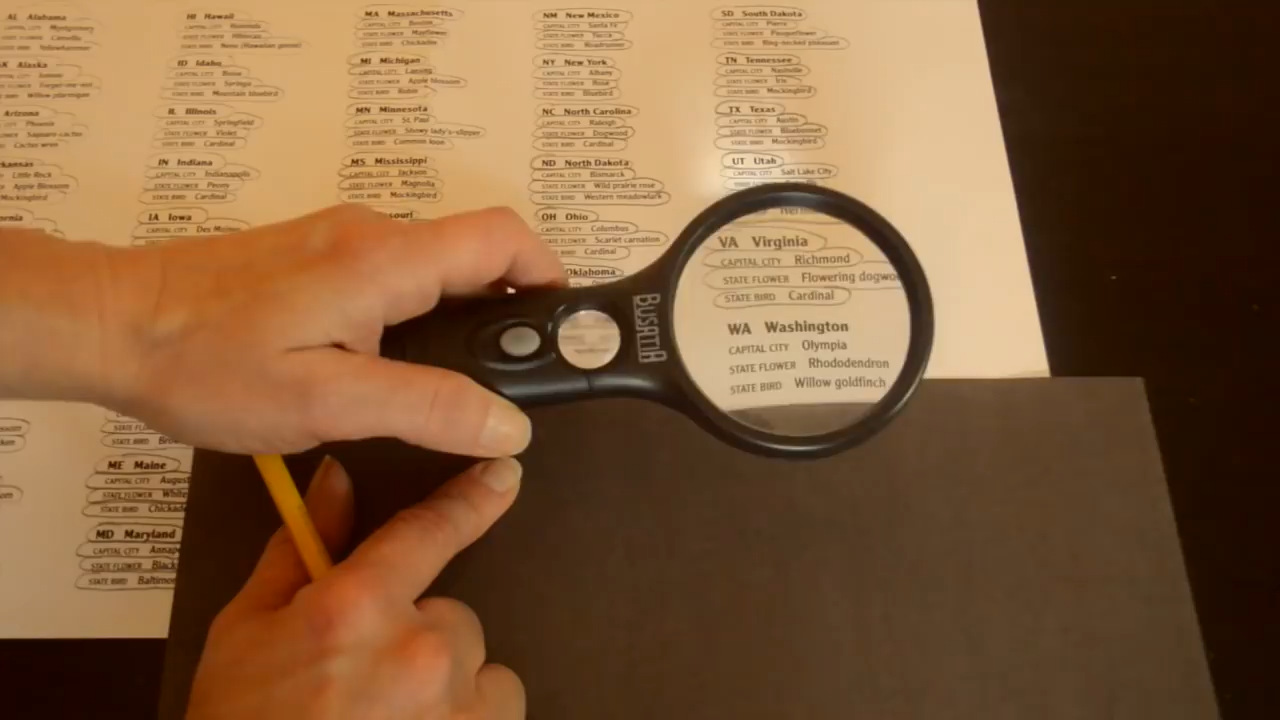 AL Alabama
CAPITAL CITY Montgomery
Camellia
Yellowhammer
AK Alaska
Juneau
Forget-me-not
Willow ptarmigan
Arizona
Phoenix
Saguaro cactus
Cactus wren
Arkansas
Little Rock
Apple Blossom
Mockingbird
HI Hawaii
CAPITAL CITY Honolulu
STATE FLOWER Hibiscus
STATE BIRD Nene (Hawaiian goose)
ID Idaho
CAPITAL CITY Boise
STATE FLOWER Syringa
STATE BIRD Mountain bluebird
IL Illinois
CAPITAL CITY Springfield
STATE FLOWER Violet
STATE BIRD Cardinal
IN Indiana
CAPITAL CITY Indianapolis
STATE FLOWER Peony
STATE BIRD Cardinal
IA Iowa
CAPITAL CITY Des Moines
ME Maine
CAPITAL CITY August
STATE FLOWER White
STATE BIRD Chickade
MD Maryland
CAPITAL CITY Annap
STATE FLOWER Black
STATE BIRD Baltimo
MA Massachusetts
CAPITAL CITY Boston
STATE FLOWER Mayflower
STATE BIRD Chickadee
MI Michigan
CAPITAL CITY Lansing
STATE FLOWER Apple blossom
STATE BIRD Robin
MN Minnesota
CAPITAL CITY St. Paul
STATE FLOWER Showy lady's-slipper
STATE BIRD Common loon
MS Mississippi
CAPITAL CITY Jackson
STATE FLOWER Magnolia
STATE BIRD Mockingbird
souri
NM New Mexico
CAPITAL CITY Santa Fe
STATE FLOWER Yucca
STATE BIRD Roadrunner
NY New York
CAPITAL CITY Albany
STATE FLOWER Rose
STATE BIRD Bluebird
NC North Carolina
CAPITAL CITY Raleigh
STATE FLOWER Dogwood
STATE BIRD Cardinal
ND North Dakota
CAPITAL CITY Bismarck
STATE FLOWER Wild prairie rose
STATE BIRD Western meadowlark
OH Ohio
CAPITAL CITY Columbus
STATE FLOWER Scarlet carnation
STATE BIRD Cardinal
Oklahoma
SD South Dakota
CAPITAL CITY Pierre
STATE FLOWER Pasqueflower
STATE BIRD Ring-necked pheasant
TN Tennessee
CAPITAL CITY Nashville
STATE FLOWER Iris
STATE BIRD Mockingbird
TX Texas
CAPITAL CITY Austin
STATE FLOWER Bluebonnet
STATE BIRD Mockingbird
UT Utah
CAPITAL CITY Salt Lake City
VA Virginia
CAPITAL CITY Richmond
STATE FLOWER Flowering dogwo
STATE BIRD Cardinal
WA Washington
CAPITAL CITY Olympia
STATE FLOWER Rhododendron
STATE BIRD Willow goldfinch
BUSATIA